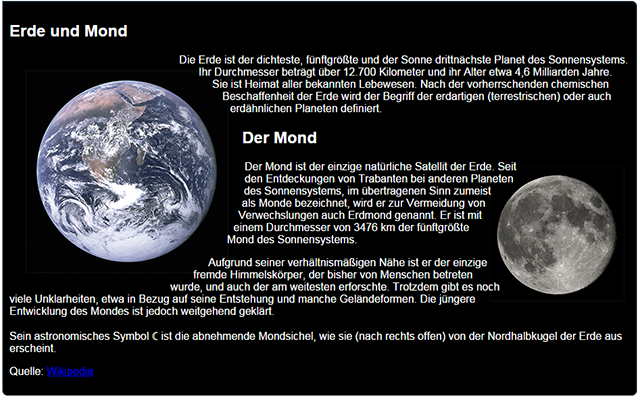 Erde und Mond
Die Erde ist der dichteste, fünftgrößte und der Sonne drittnächste Planet des Sonnensystems.
Ihr Durchmesser beträgt über 12.700 Kilometer und ihr Alter etwa 4,6 Milliarden Jahre.
Sie ist Heimat aller bekannten Lebewesen. Nach der vorherrschenden chemischen
Beschaffenheit der Erde wird der Begriff der erdartigen (terrestrischen) oder auch
erdähnlichen Planeten definiert.
Der Mond
Der Mond ist der einzige natürliche Satellit der Erde. Seit
den Entdeckungen von Trabanten bei anderen Planeten
des Sonnensystems, im übertragenen Sinn zumeist
als Monde bezeichnet, wird er zur Vermeidung von
Verwechslungen auch Erdmond genannt. Er ist mit
einem Durchmesser von 3476 km der fünftgrößte
Mond des Sonnensystems.
Aufgrund seiner verhältnismäßigen Nähe ist er der einzige
fremde Himmelskörper, der bisher von Menschen betreten
wurde, und auch der am weitesten erforschte. Trotzdem gibt es noch
viele Unklarheiten, etwa in Bezug auf seine Entstehung und manche Geländeformen. Die jüngere
Entwicklung des Mondes ist jedoch weitgehend geklärt.
Sein astronomisches Symbol ☾ ist die abnehmende Mondsichel, wie sie (nach rechts offen) von der Nordhalbkugel der Erde aus
erscheint.
Quelle: Wikipedia